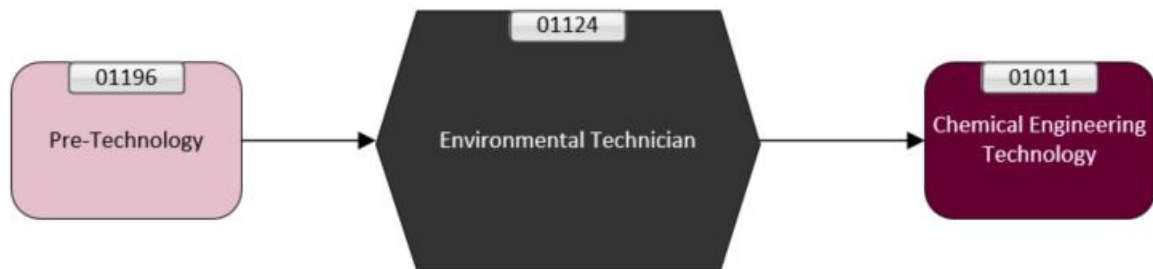 01196
Pre-Technology
01124
Environmental Technician
01011
Chemical Engineering
Technology